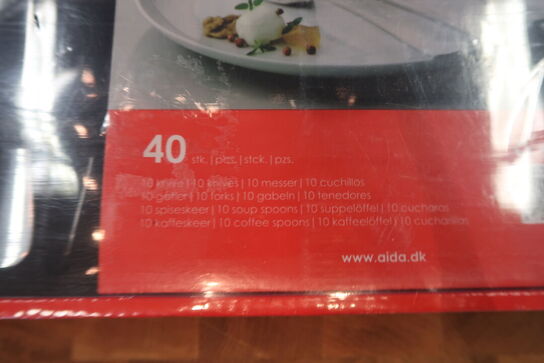 40 stk. | pcs. | stck. | pzs.
10 knive | 10 knives | 10 messer | 10 cuchillos
10 gafler | 10 forks | 10 gabeln | 10 tenedores
10 spiseskeer | 10 soup spoons | 10 suppelöffel | 10 cucharas
10 kaffeskeer | 10 coffee spoons | 10 kaffeelöffel | 10 cucharillas
www.aida.dk